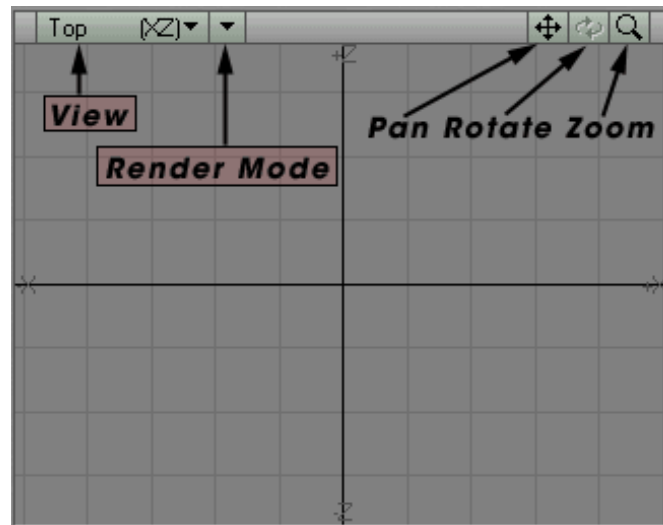 Top (XZ)
+Z
View
Pan Rotate Zoom
Render Mode
-X +X
-Z